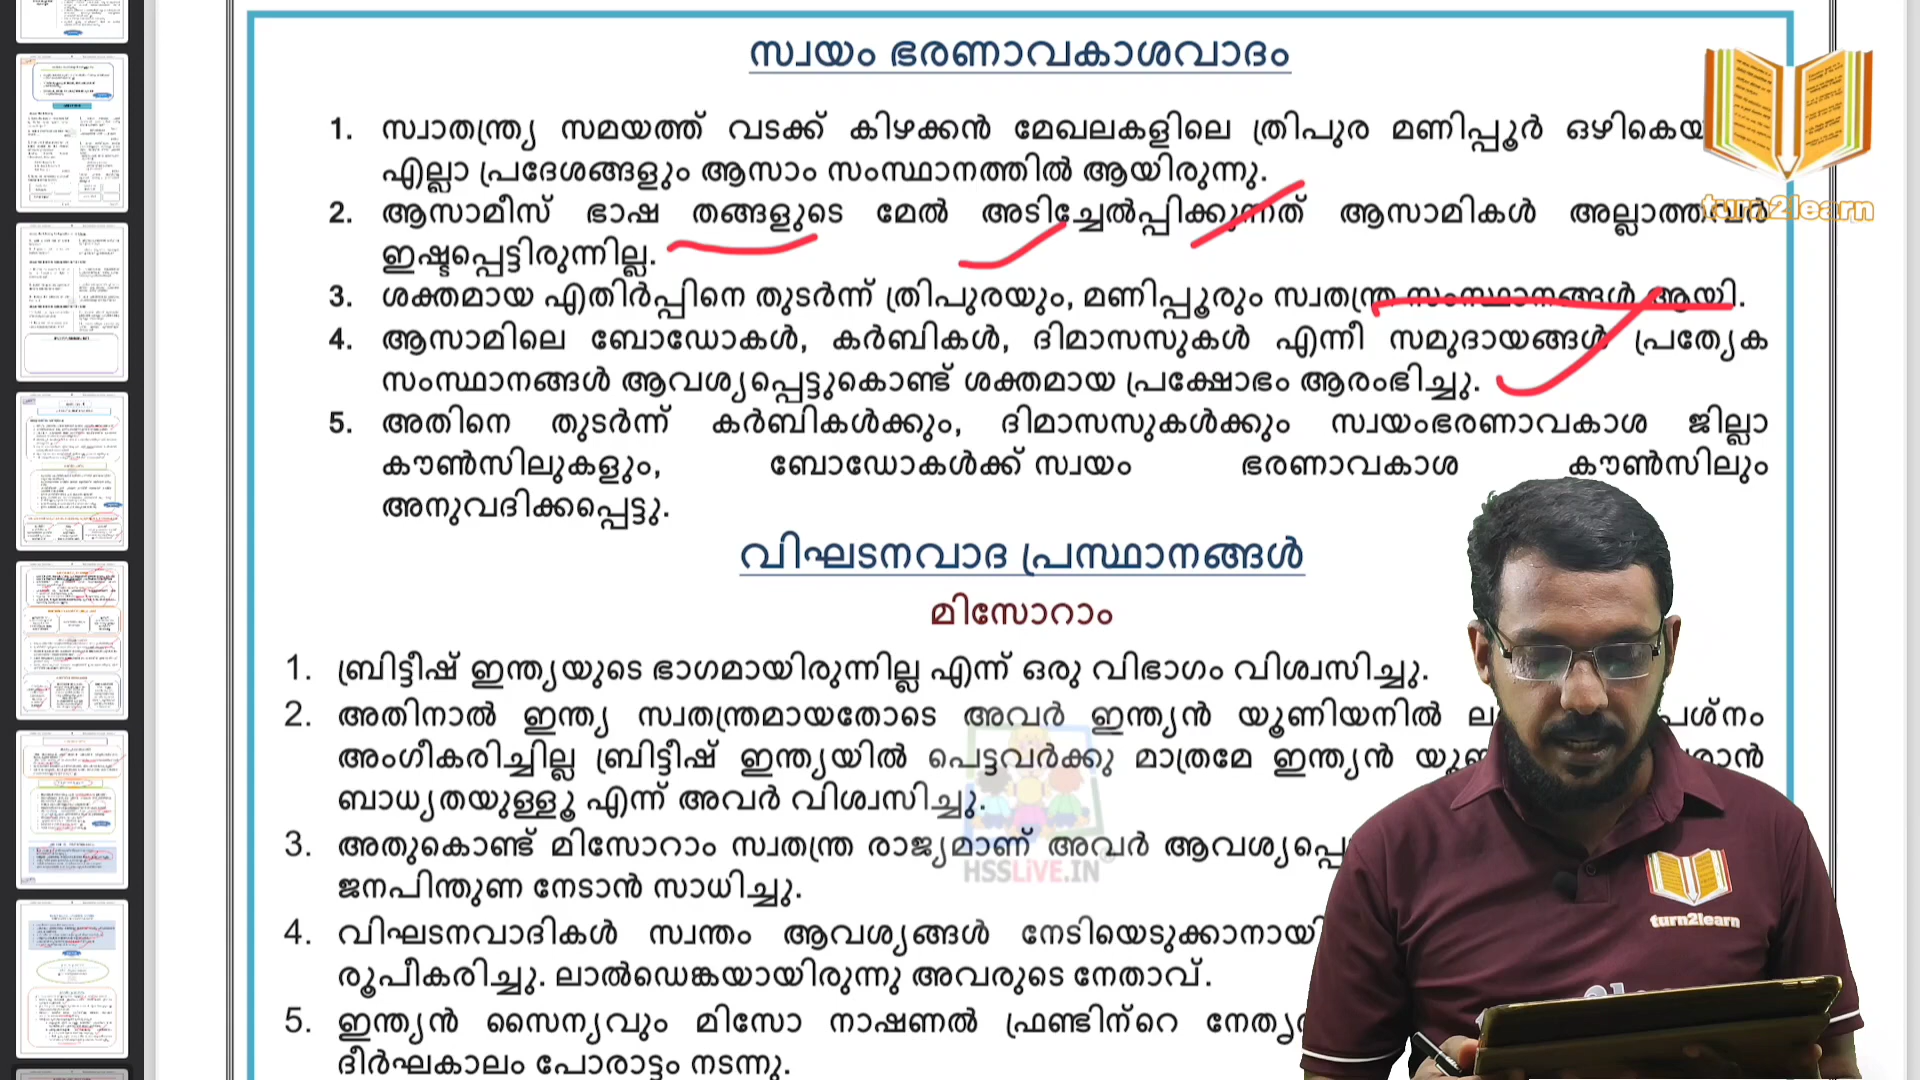 സ്വയം ഭരണാവകാശവാദം
1. സ്വാതന്ത്ര്യ സമയത്ത് വടക്ക് കിഴക്കൻ മേഖലകളിലെ ത്രിപുര മണിപ്പൂർ ഒഴികെയ
എല്ലാ പ്രദേശങ്ങളും ആസാം സംസ്ഥാനത്തിൽ ആയിരുന്നു.
2. ആസാമീസ് ഭാഷ തങ്ങളുടെ മേൽ അടിച്ചേൽപ്പിക്കുന്നത് ആസാമികൾ അല്ലാത്തവർ
ഇഷ്ടപ്പെട്ടിരുന്നില്ല.
3. ശക്തമായ എതിർപ്പിനെ തുടർന്ന് ത്രിപുരയും, മണിപ്പൂരും സ്വതന്ത്ര സംസ്ഥാനങ്ങൾ ആയി.
4. ആസാമിലെ ബോഡോകൾ, കർബികൾ, ദിമാസസുകൾ എന്നീ സമുദായങ്ങൾ പ്രത്യേക
സംസ്ഥാനങ്ങൾ ആവശ്യപ്പെട്ടുകൊണ്ട് ശക്തമായ പ്രക്ഷോഭം ആരംഭിച്ചു.
5. അതിനെ തുടർന്ന് കർബികൾക്കും, ദിമാസസുകൾക്കും സ്വയംഭരണാവകാശ ജില്ലാ
കൗൺസിലുകളും, ബോഡോകൾക്ക് സ്വയം ഭരണാവകാശ കൗൺസിലും
അനുവദിക്കപ്പെട്ടു.
വിഘടനവാദ പ്രസ്ഥാനങ്ങൾ
മിസോറാം
1. ബ്രിട്ടീഷ് ഇന്ത്യയുടെ ഭാഗമായിരുന്നില്ല എന്ന് ഒരു വിഭാഗം വിശ്വസിച്ചു.
2. അതിനാൽ ഇന്ത്യ സ്വതന്ത്രമായതോടെ അവർ ഇന്ത്യൻ യൂണിയനിൽ
അംഗീകരിച്ചില്ല ബ്രിട്ടീഷ് ഇന്ത്യയിൽ പെട്ടവർക്കു മാത്രമേ ഇന്ത്യൻ
ബാധ്യതയുള്ളൂ എന്ന് അവർ വിശ്വസിച്ചു.
3. അതുകൊണ്ട് മിസോറാം സ്വതന്ത്ര രാജ്യമാണ് അവർ
ജനപിന്തുണ നേടാൻ സാധിച്ചു.
4. വിഘടനവാദികൾ സ്വന്തം ആവശ്യങ്ങൾ നേടിയെടുക്കാനായി
രൂപീകരിച്ചു. ലാൽഡെങ്കയായിരുന്നു അവരുടെ നേതാവ്.
5. ഇന്ത്യൻ സൈന്യവും മിസോ നാഷണൽ ഫ്രണ്ടിന്റെ
ദീർഘകാലം പോരാട്ടം നടന്നു.
HSSLiVE.IN
turn2learn
turn2learn